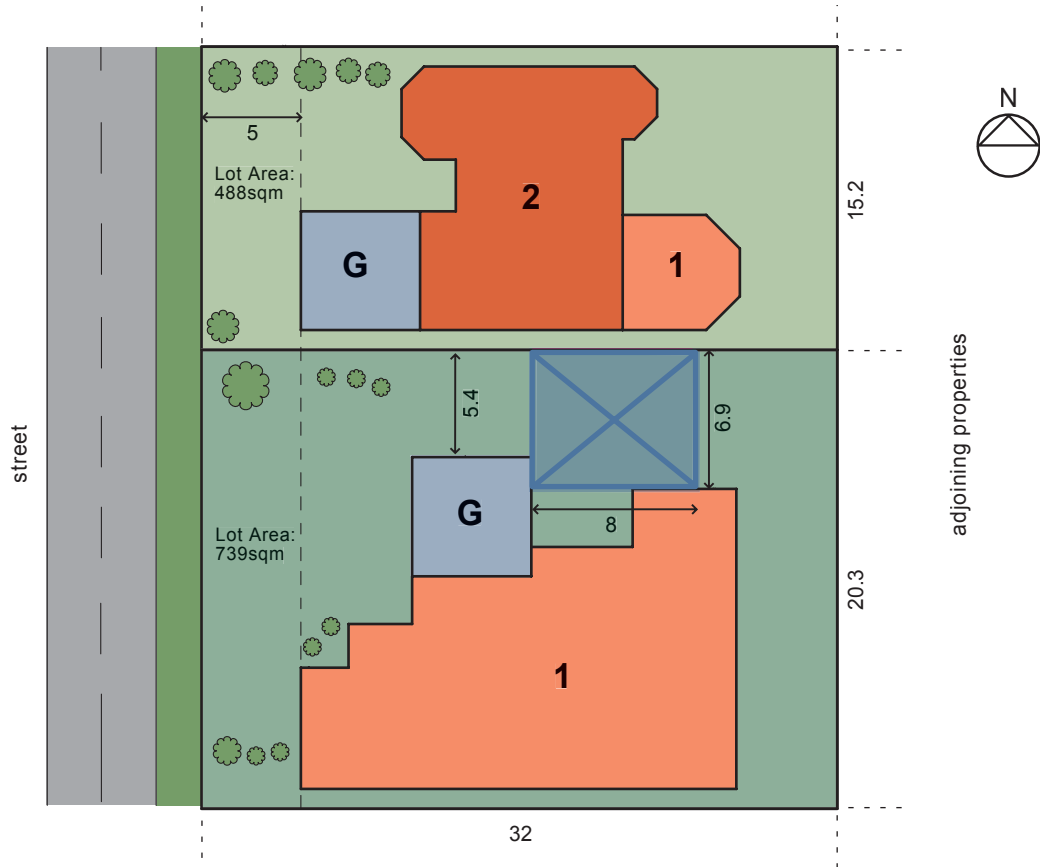 N
5
Lot Area:
488sqm
2
G
1
15.2
street
5.4
6.9
adjoining properties
G
8
Lot Area:
739sqm
20.3
1
32